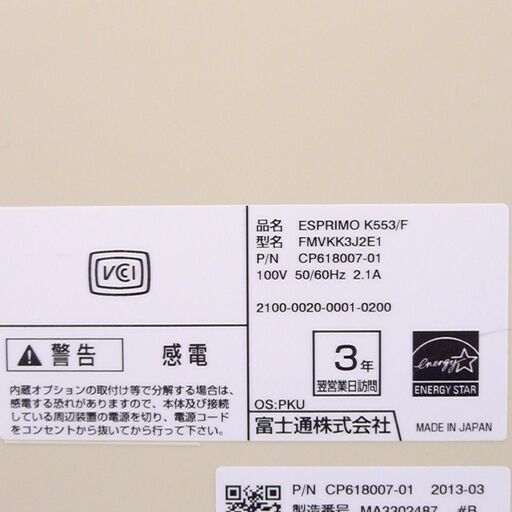 VCI
品名 ESPRIMO K553/F
型名 FMVKK3J2E1
P/N CP618007-01
100V 50/60Hz 2.1A
2100-0020-0001-0200
警告 感電
内蔵オプションの取付け等で分解する場合は、
感電する恐れがありますので、本体及び接続
している周辺装置の電源を切り、電源コード
をコンセントから抜いてから行ってください。
3年
翌営業日訪問
energy
ENERGY STAR
OS:PKU
富士通株式会社
MADE IN JAPAN
P/N CP618007-01 2013-03
製造番号 MA3302487 #B